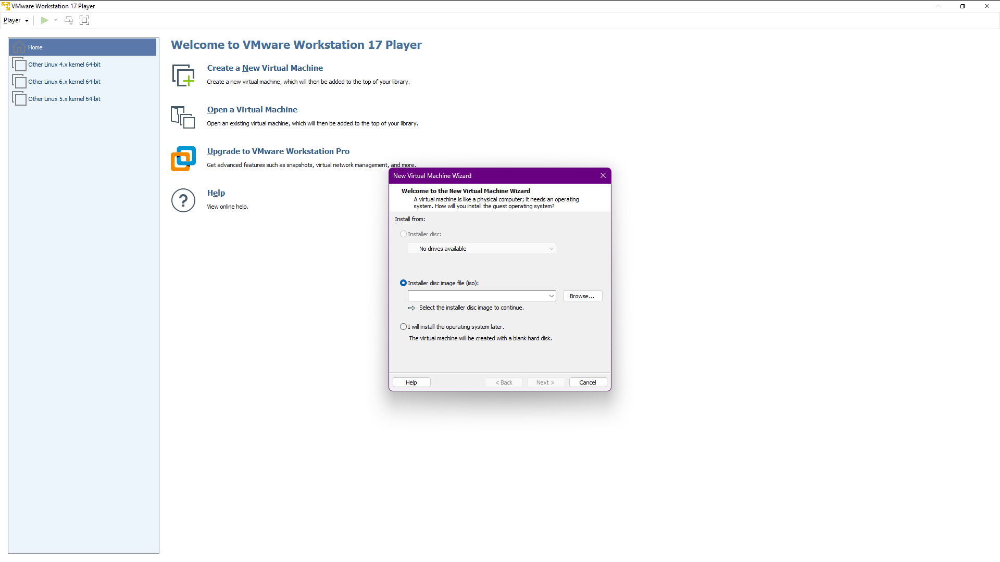 VMware Workstation 17 Player
Player
Home
Other Linux 4.x kernel 64-bit
Other Linux 6.x kernel 64-bit
Other Linux 5.x kernel 64-bit
Welcome to VMware Workstation 17 Player
Create a New Virtual Machine
Create a new virtual machine, which will then be added to the top of your library.
Open a Virtual Machine
Open an existing virtual machine, which will then be added to the top of your library.
Upgrade to VMware Workstation Pro
Get advanced features such as snapshots, virtual network management, and more.
Help
View online help.
New Virtual Machine Wizard
Welcome to the New Virtual Machine Wizard
A virtual machine is like a physical computer; it needs an operating
system. How will you install the guest operating system?
Install from:
Installer disc:
No drives available
Installer disc image file (iso):
Browse...
Select the installer disc image to continue.
I will install the operating system later.
The virtual machine will be created with a blank hard disk.
Help
< Back
Next >
Cancel